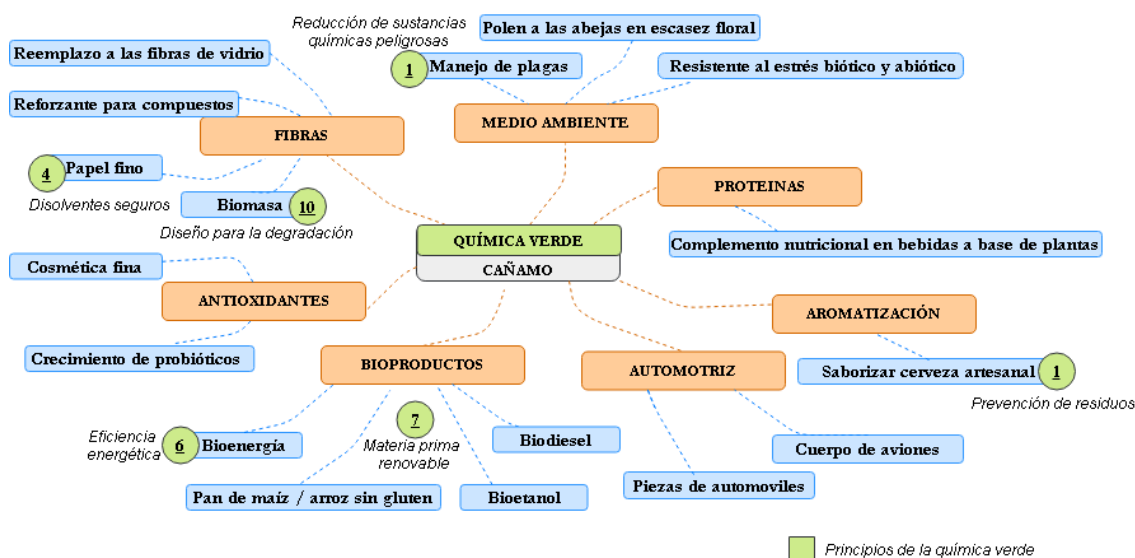 Reducción de sustancias
químicas peligrosas
Polen a las abejas en escasez floral
Reemplazo a las fibras de vidrio
1
Manejo de plagas
Resistente al estrés biótico y abiótico
Reforzante para compuestos
MEDIO AMBIENTE
FIBRAS
4
Papel fino
Disolventes seguros
PROTEINAS
Biomasa
10
Diseño para la degradación
QUÍMICA VERDE
CAÑAMO
Complemento nutricional en bebidas a base de plantas
Cosmética fina
ANTIOXIDANTES
AROMATIZACIÓN
Crecimiento de probióticos
BIOPRODUCTOS
AUTOMOTRIZ
Saborizar cerveza artesanal
1
Prevención de residuos
Eficiencia
energética
6
Bioenergía
7
Materia prima
renovable
Biodiesel
Cuerpo de aviones
Pan de maíz / arroz sin gluten
Bioetanol
Piezas de automoviles
Principios de la química verde